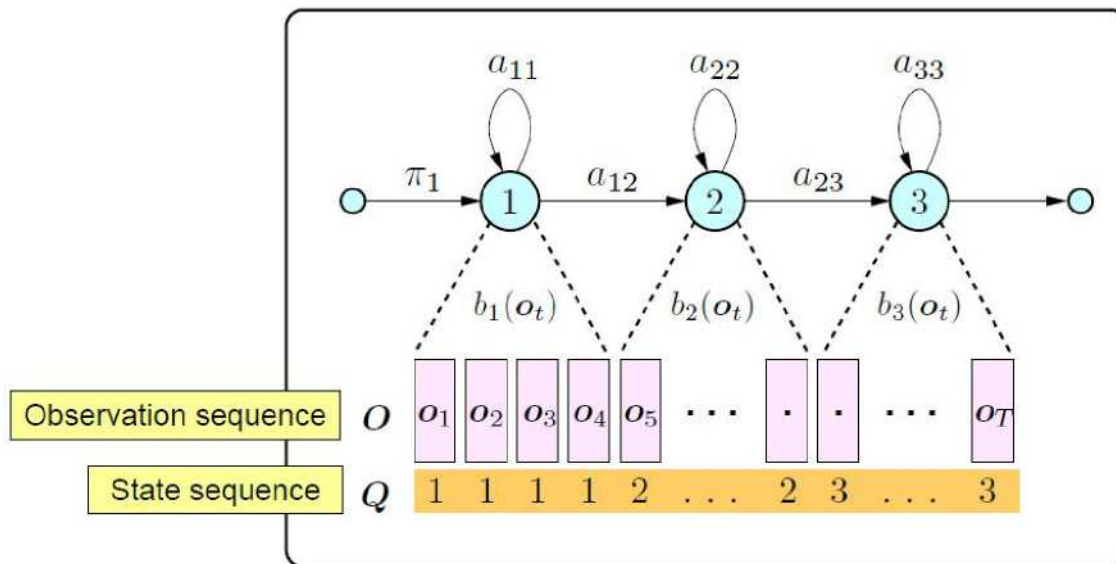 a₁₁ a₂₂ a₃₃
π₁ a₁₂ a₂₃
1 2 3
b₁(oₜ) b₂(oₜ) b₃(oₜ)
Observation sequence O o₁ o₂ o₃ o₄ o₅ ··· · · ··· o_T
State sequence Q 1 1 1 1 2 ... 2 3 ... 3